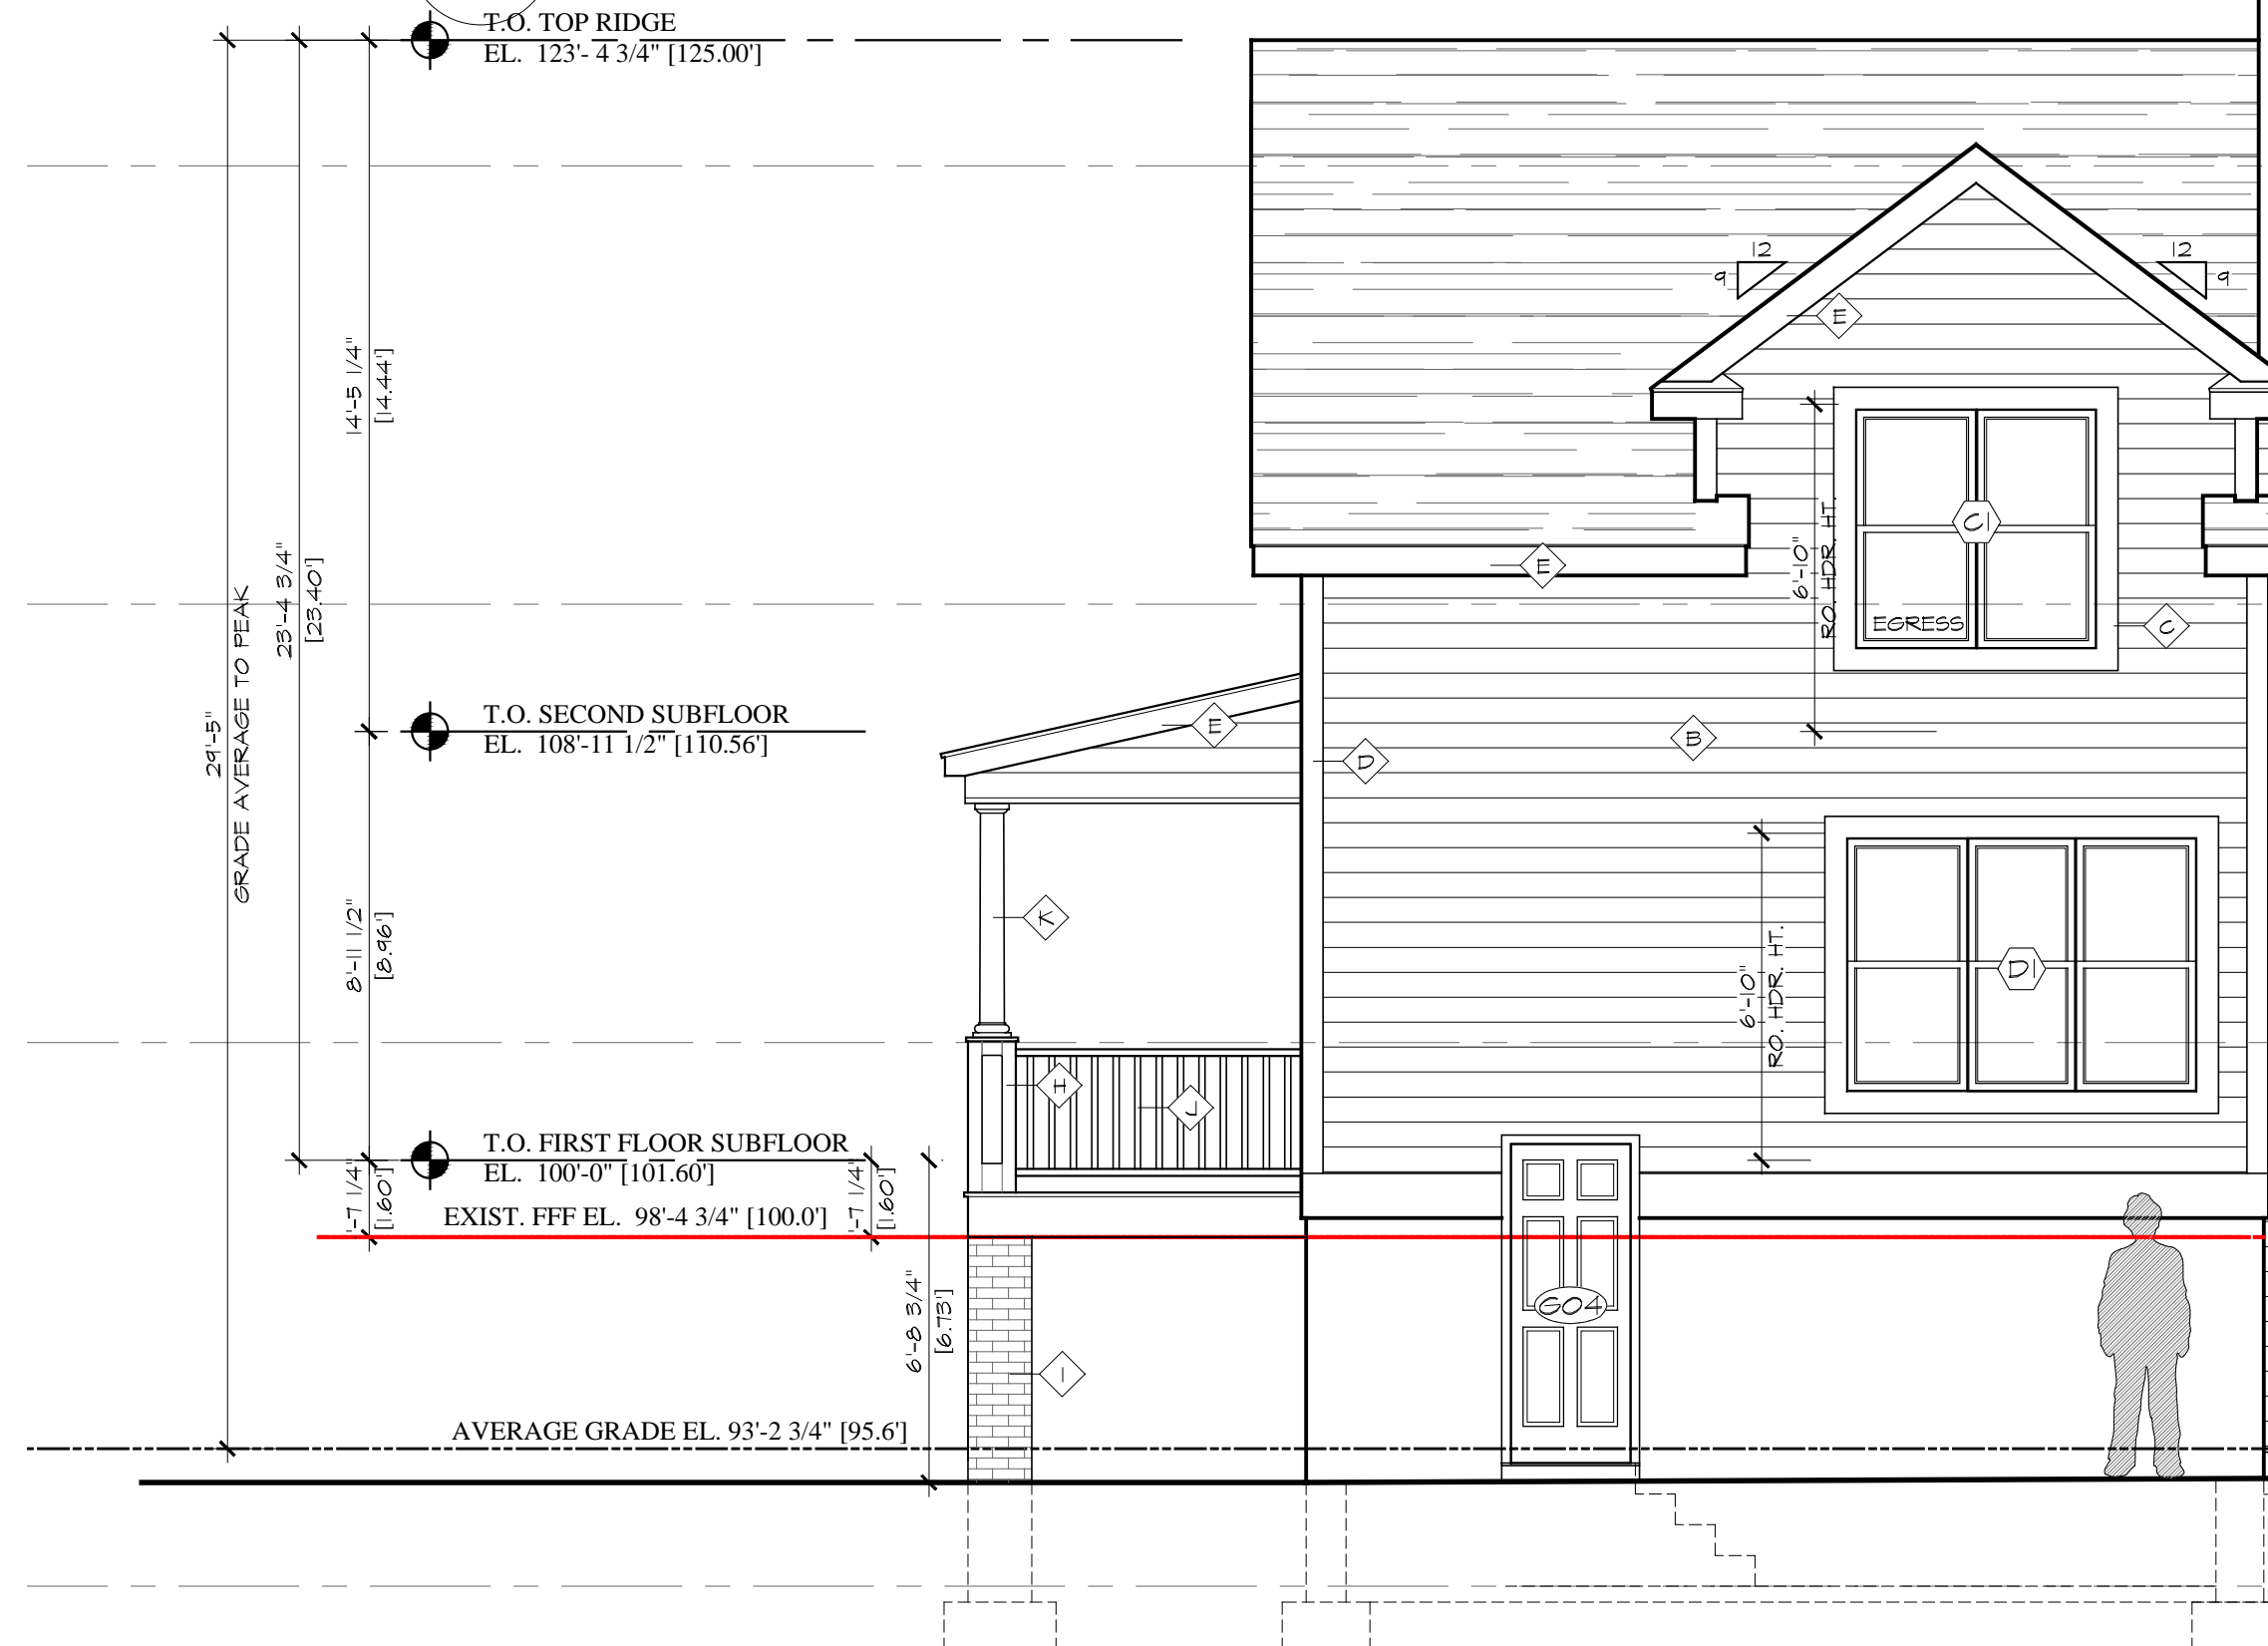 T.O. TOP RIDGE
EL. 123'- 4 3/4" [125.00']
12
9
12
9
E
14'-5 1/4"
[14.44']
C1
6'-10"
RO. HDR. HT.
E
EGRESS
C
23'-4 3/4"
[23.40']
29'-5"
GRADE AVERAGE TO PEAK
T.O. SECOND SUBFLOOR
EL. 108'-11 1/2" [110.56']
E
D
B
8'-11 1/2"
[8.96']
K
6'-10"
RO. HDR. HT.
D1
H
J
T.O. FIRST FLOOR SUBFLOOR
EL. 100'-0" [101.60']
'-7 1/4"
[1.60']
'-7 1/4"
[1.60']
EXIST. FFF EL. 98'-4 3/4" [100.0']
6'-8 3/4"
[6.73']
G04
I
AVERAGE GRADE EL. 93'-2 3/4" [95.6']